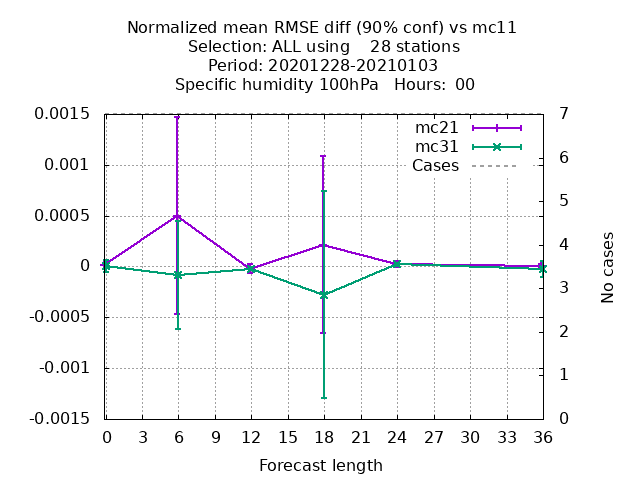 Normalized mean RMSE diff (90% conf) vs mc11
Selection: ALL using    28 stations
Period: 20201228-20210103
Specific humidity 100hPa   Hours:  00
mc21
mc31
Cases
0.0015
0.001
0.0005
0
-0.0005
-0.001
-0.0015
7
6
5
4
3
2
1
0
No cases
0 3 6 9 12 15 18 21 24 27 30 33 36
Forecast length